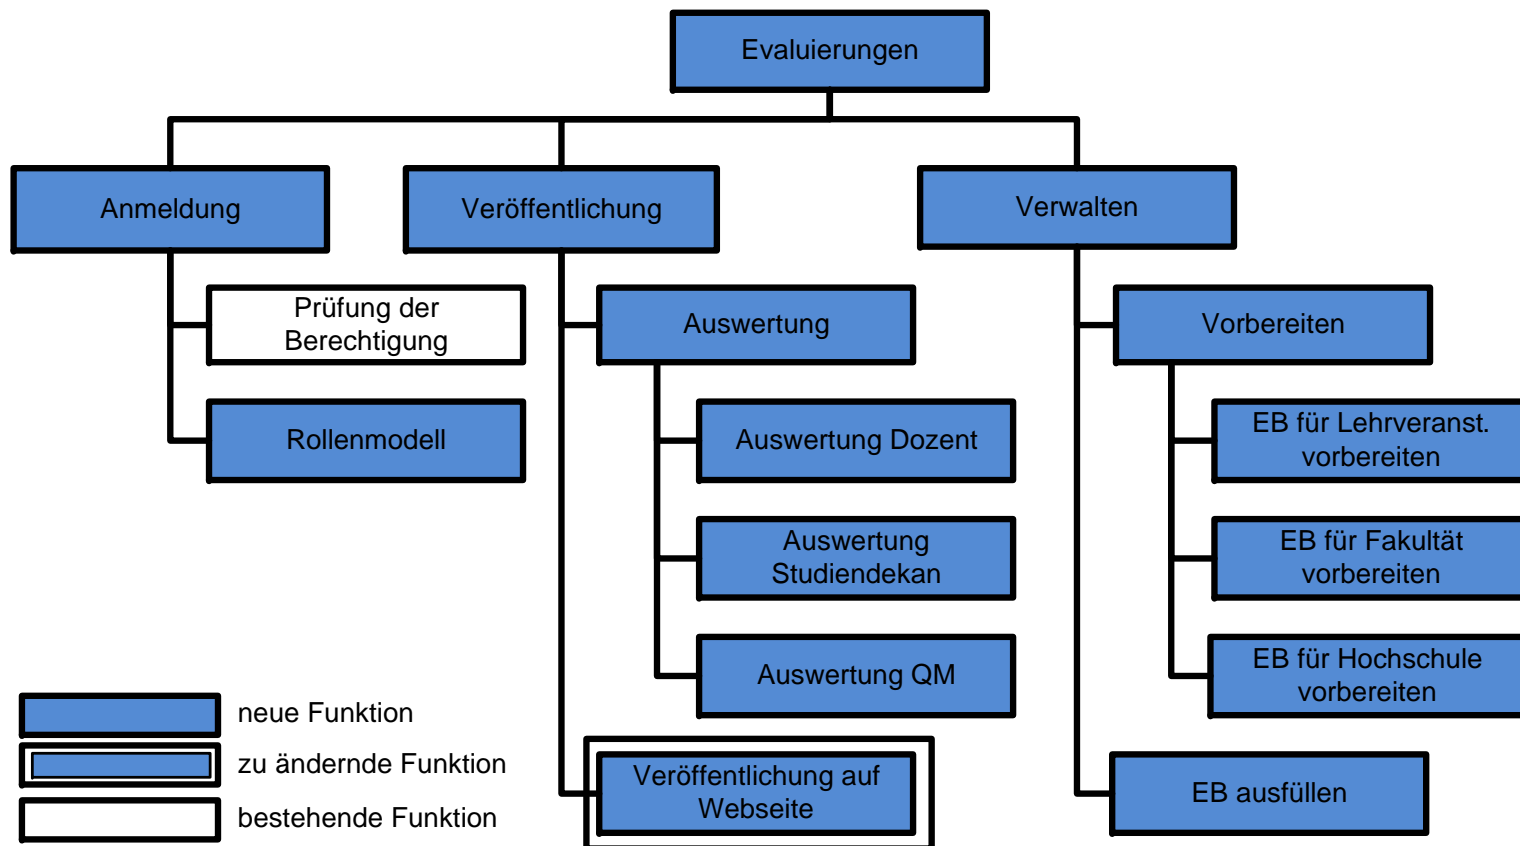 Evaluierungen
Anmeldung
Veröffentlichung
Verwalten
Prüfung der
Berechtigung
Rollenmodell
Auswertung
Auswertung Dozent
Auswertung
Studiendekan
Auswertung QM
Veröffentlichung auf
Webseite
Vorbereiten
EB für Lehrveranst.
vorbereiten
EB für Fakultät
vorbereiten
EB für Hochschule
vorbereiten
EB ausfüllen
neue Funktion
zu ändernde Funktion
bestehende Funktion